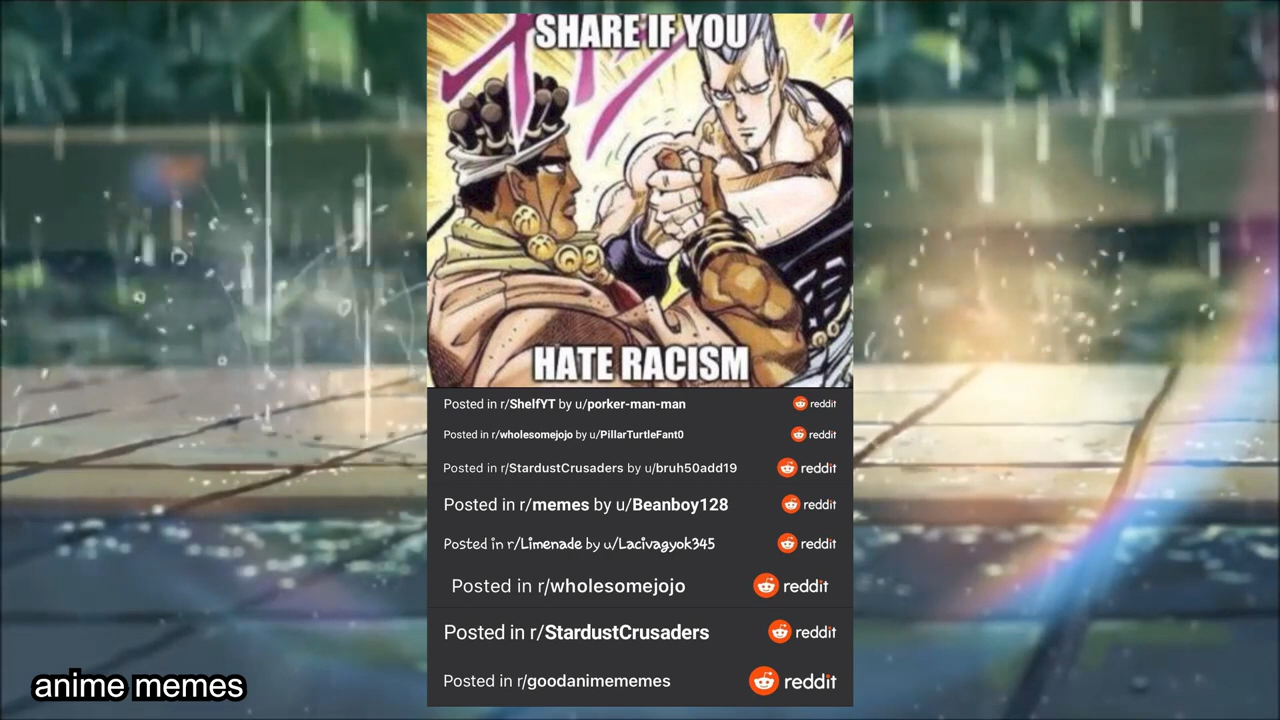 SHARE IF YOU
HATE RACISM
Posted in r/ShelfYT by u/porker-man-man reddit
Posted in r/wholesomejojo by u/PillarTurtleFant0 reddit
Posted in r/StardustCrusaders by u/bruh50add19 reddit
Posted in r/memes by u/Beanboy128 reddit
Posted in r/Limenade by u/Lacivagyok345 reddit
Posted in r/wholesomejojo reddit
Posted in r/StardustCrusaders reddit
Posted in r/goodanimememes reddit
anime memes